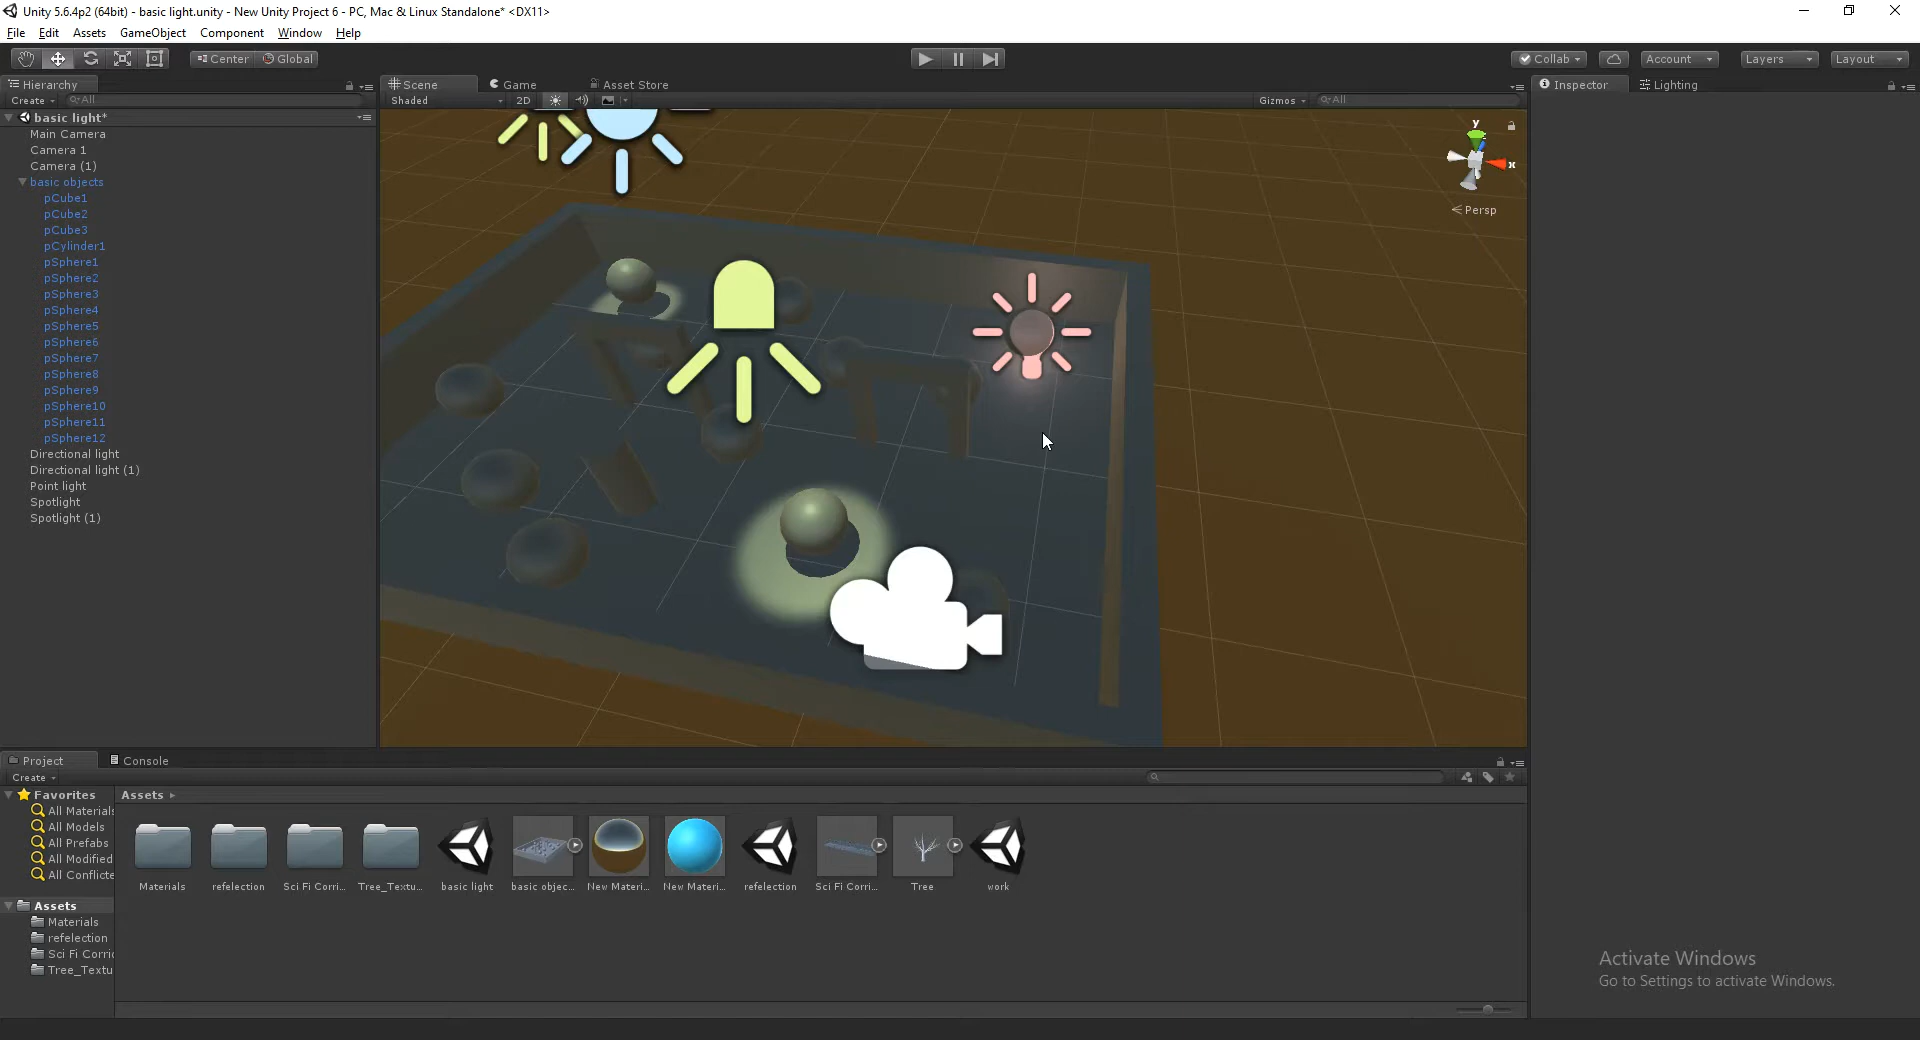 Unity 5.6.4p2 (64bit) - basic light.unity - New Unity Project 6 - PC, Mac & Linux Standalone* <DX11>
File Edit Assets GameObject Component Window Help
Center Global Collab Account Layers Layout
Hierarchy Scene Game Asset Store Inspector Lighting
Create All Shaded 2D Gizmos All
basic light*
Main Camera
Camera 1
Camera (1)
basic objects
pCube1
pCube2
pCube3
pCylinder1
pSphere1
pSphere2
pSphere3
pSphere4
pSphere5
pSphere6
pSphere7
pSphere8
pSphere9
pSphere10
pSphere11
pSphere12
Directional light
Directional light (1)
Point light
Spotlight
Spotlight (1)
y
x
Persp
Project Console
Create
Favorites
All Materials
All Models
All Prefabs
All Modified
All Conflicte
Assets
Materials
refelection
Sci Fi Corri
Tree_Textu
Assets
Materials refelection Sci Fi Corri... Tree_Textu... basic light basic objec... New Materi... New Materi... refelection Sci Fi Corri... Tree work
Activate Windows
Go to Settings to activate Windows.